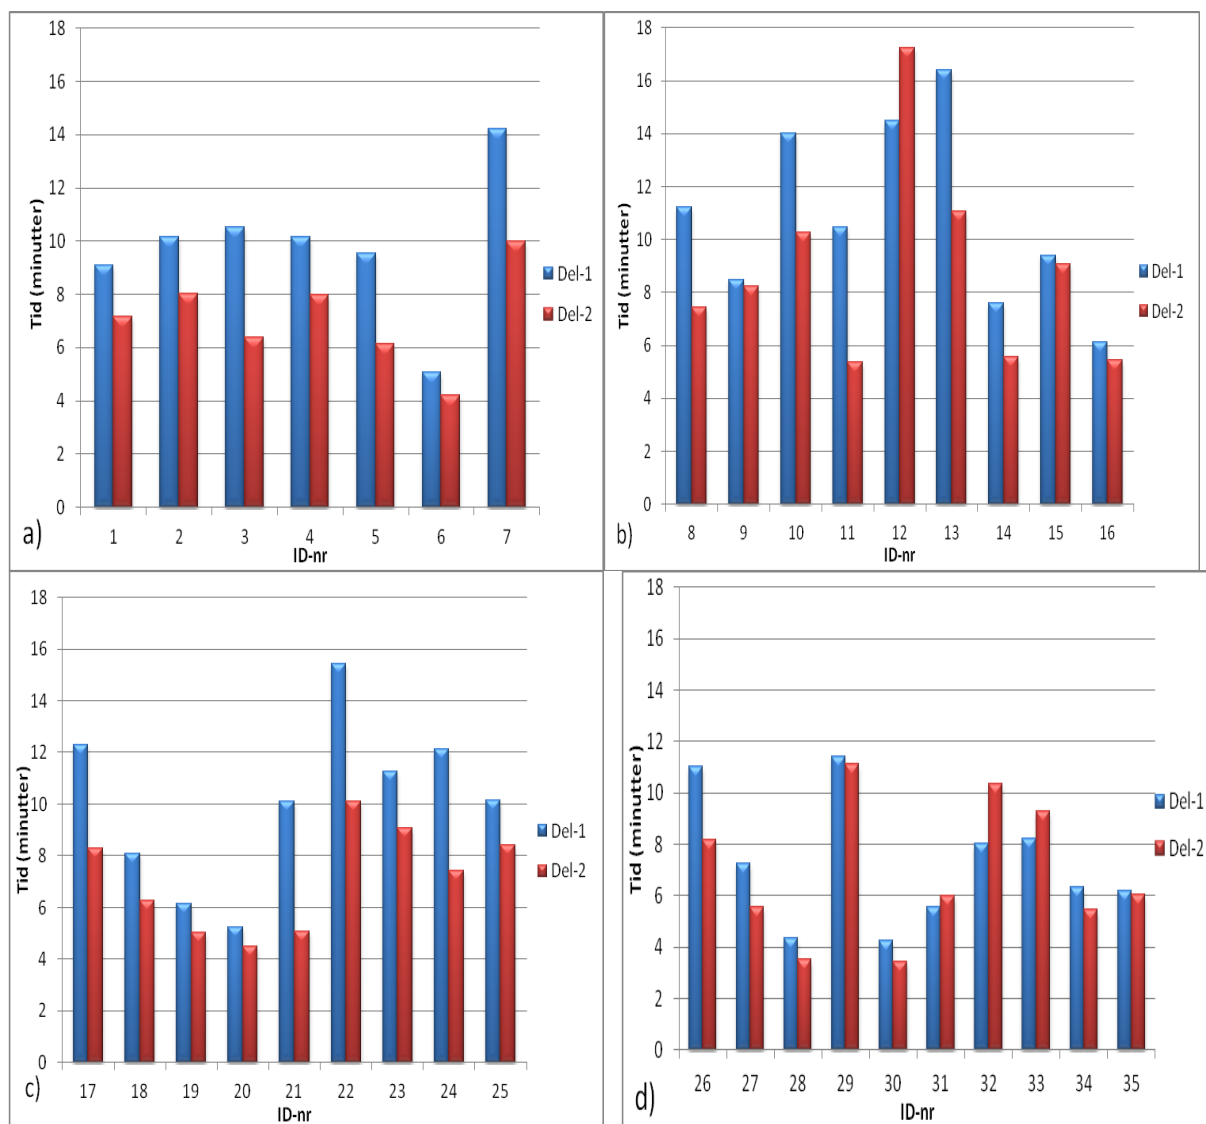 18
16
14
12
10
8
6
4
2
0
Tid (minutter)
1 2 3 4 5 6 7
ID-nr
Del-1
Del-2
a)
18
16
14
12
10
8
6
4
2
0
Tid (minutter)
8 9 10 11 12 13 14 15 16
ID-nr
Del-1
Del-2
b)
18
16
14
12
10
8
6
4
2
0
Tid (minutter)
17 18 19 20 21 22 23 24 25
ID-nr
Del-1
Del-2
c)
18
16
14
12
10
8
6
4
2
0
Tid (minutter)
26 27 28 29 30 31 32 33 34 35
ID-nr
Del-1
Del-2
d)